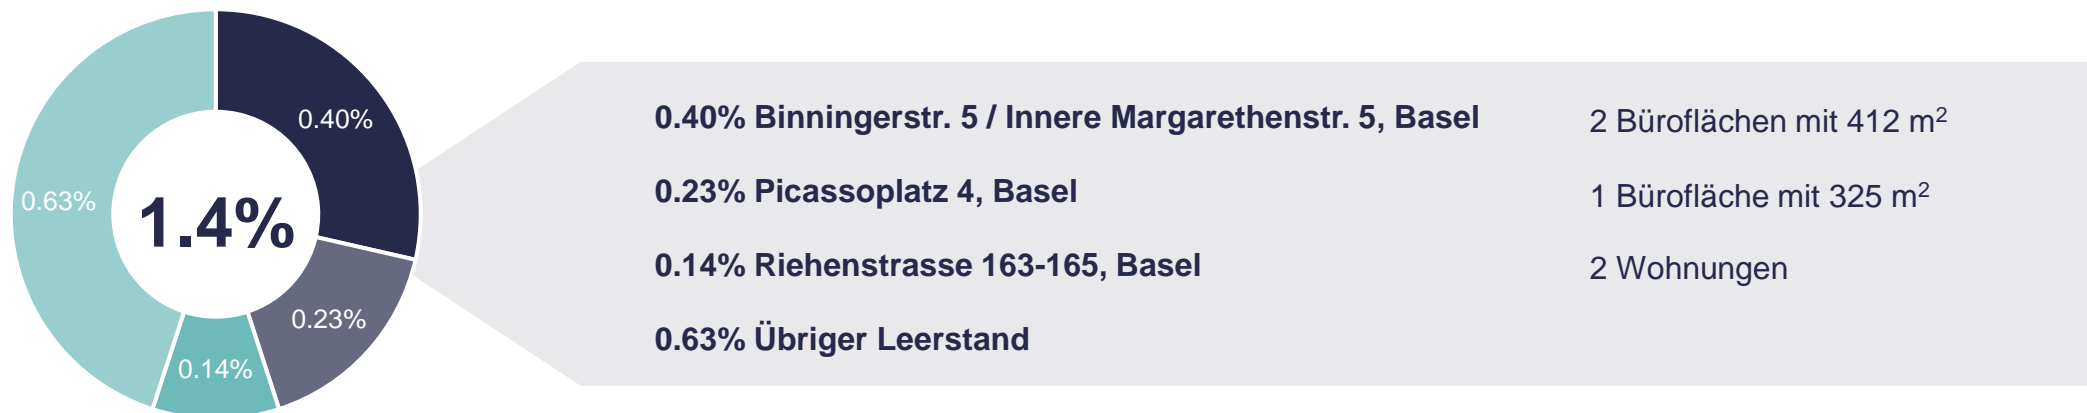 0.40%
0.63%
1.4%
0.23%
0.14%
0.40% Binningerstr. 5 / Innere Margarethenstr. 5, Basel 2 Büroflächen mit 412 m²
0.23% Picassoplatz 4, Basel 1 Bürofläche mit 325 m²
0.14% Riehenstrasse 163-165, Basel 2 Wohnungen
0.63% Übriger Leerstand